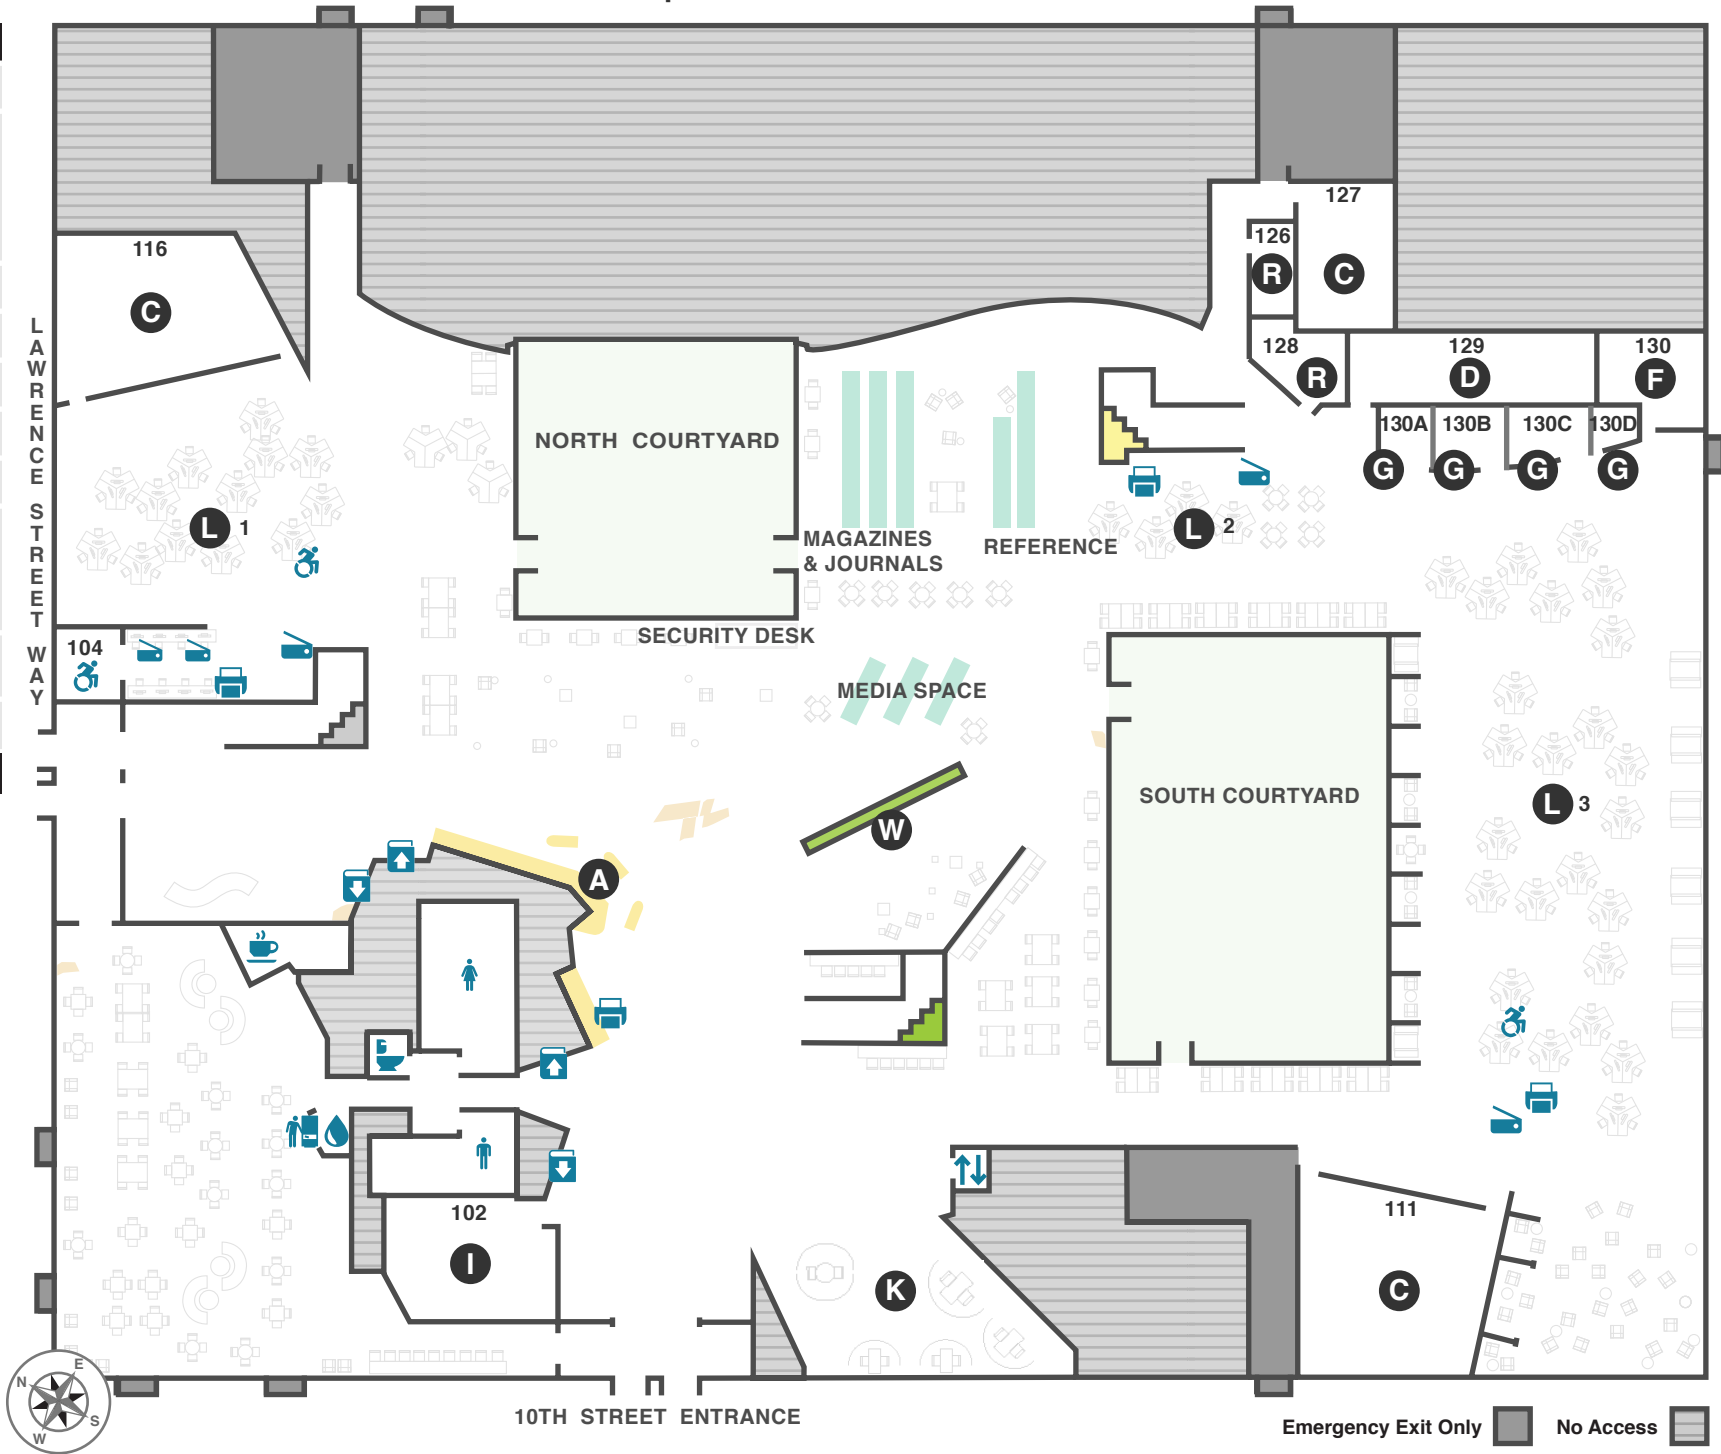 127
126
R
C
116
C
128
R
129
D
130
F
130A
130B
130C
130D
G
G
G
G
LAWRENCE STREET WAY
NORTH COURTYARD
L 1
MAGAZINES
& JOURNALS
REFERENCE
L 2
SECURITY DESK
104
MEDIA SPACE
SOUTH COURTYARD
L 3
W
A
102
I
K
111
C
E
N
S
W
10TH STREET ENTRANCE
Emergency Exit Only
No Access